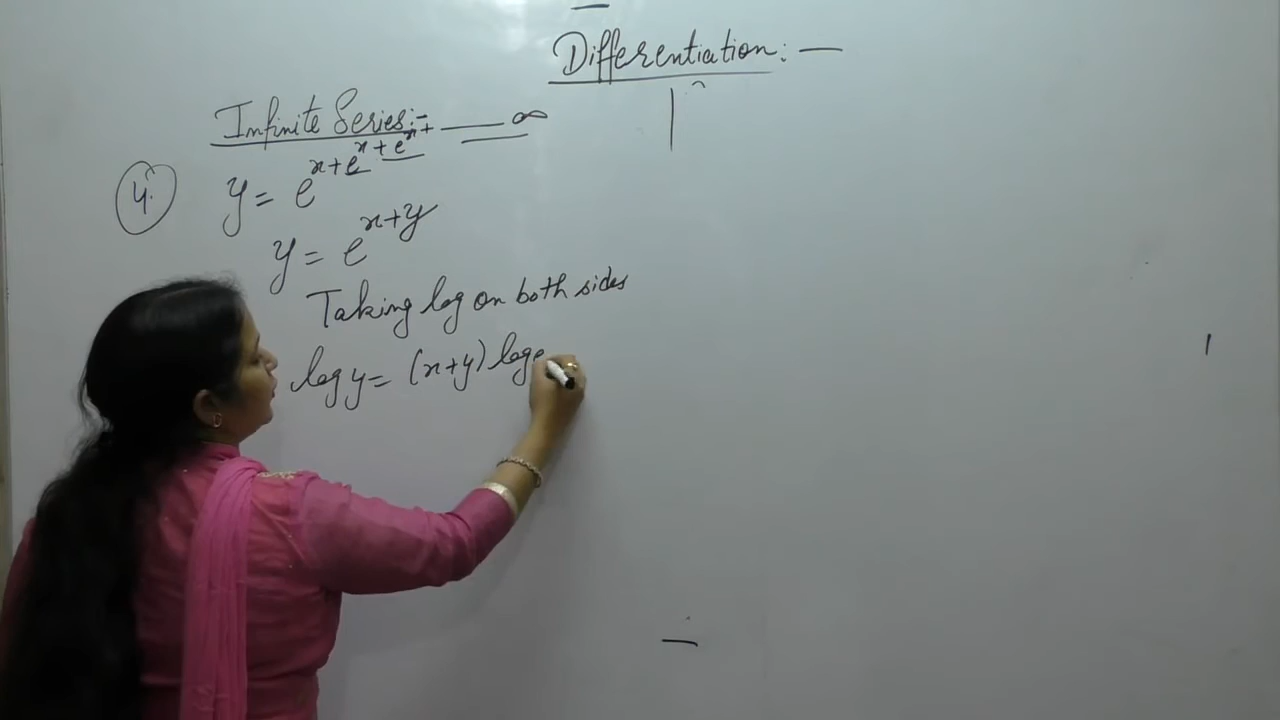 Differentiation: —
Infinite Series:-
4. y = e^{x+e^{x+e^{x+ ——— ∞}}}
y = e^{x+y}
Taking log on both sides
log y = (x+y) log e